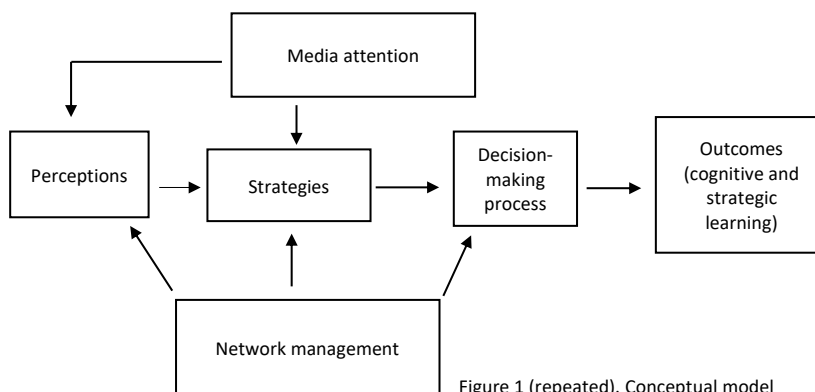 Media attention
Perceptions
Strategies
Decision-
making
process
Outcomes
(cognitive and
strategic
learning)
Network management
Figure 1 (repeated). Conceptual model